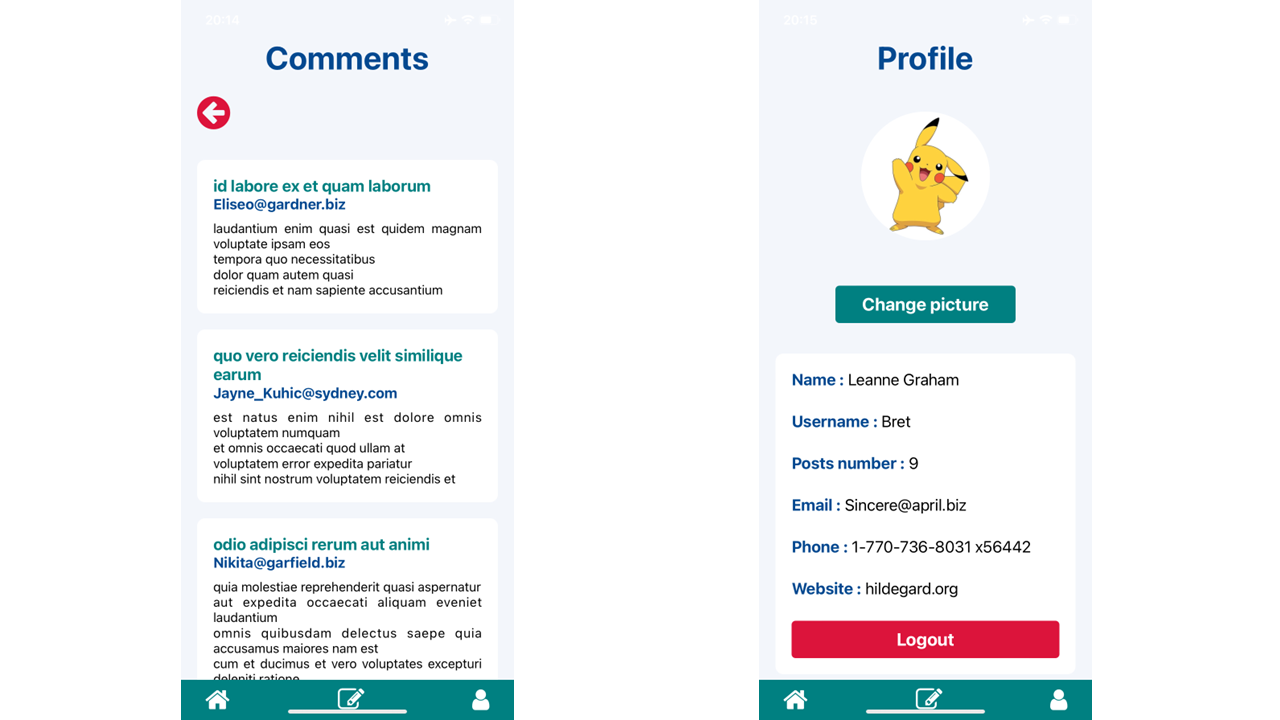 20:14
Comments
id labore ex et quam laborum
Eliseo@gardner.biz
laudantium enim quasi est quidem magnam
voluptate ipsam eos
tempora quo necessitatibus
dolor quam autem quasi
reiciendis et nam sapiente accusantium
quo vero reiciendis velit similique
earum
Jayne_Kuhic@sydney.com
est natus enim nihil est dolore omnis
voluptatem numquam
et omnis occaecati quod ullam at
voluptatem error expedita pariatur
nihil sint nostrum voluptatem reiciendis et
odio adipisci rerum aut animi
Nikita@garfield.biz
quia molestiae reprehenderit quasi aspernatur
aut expedita occaecati aliquam eveniet
laudantium
omnis quibusdam delectus saepe quia
accusamus maiores nam est
cum et ducimus et vero voluptates excepturi
deleniti ratione
20:15
Profile
Change picture
Name : Leanne Graham
Username : Bret
Posts number : 9
Email : Sincere@april.biz
Phone : 1-770-736-8031 x56442
Website : hildegard.org
Logout